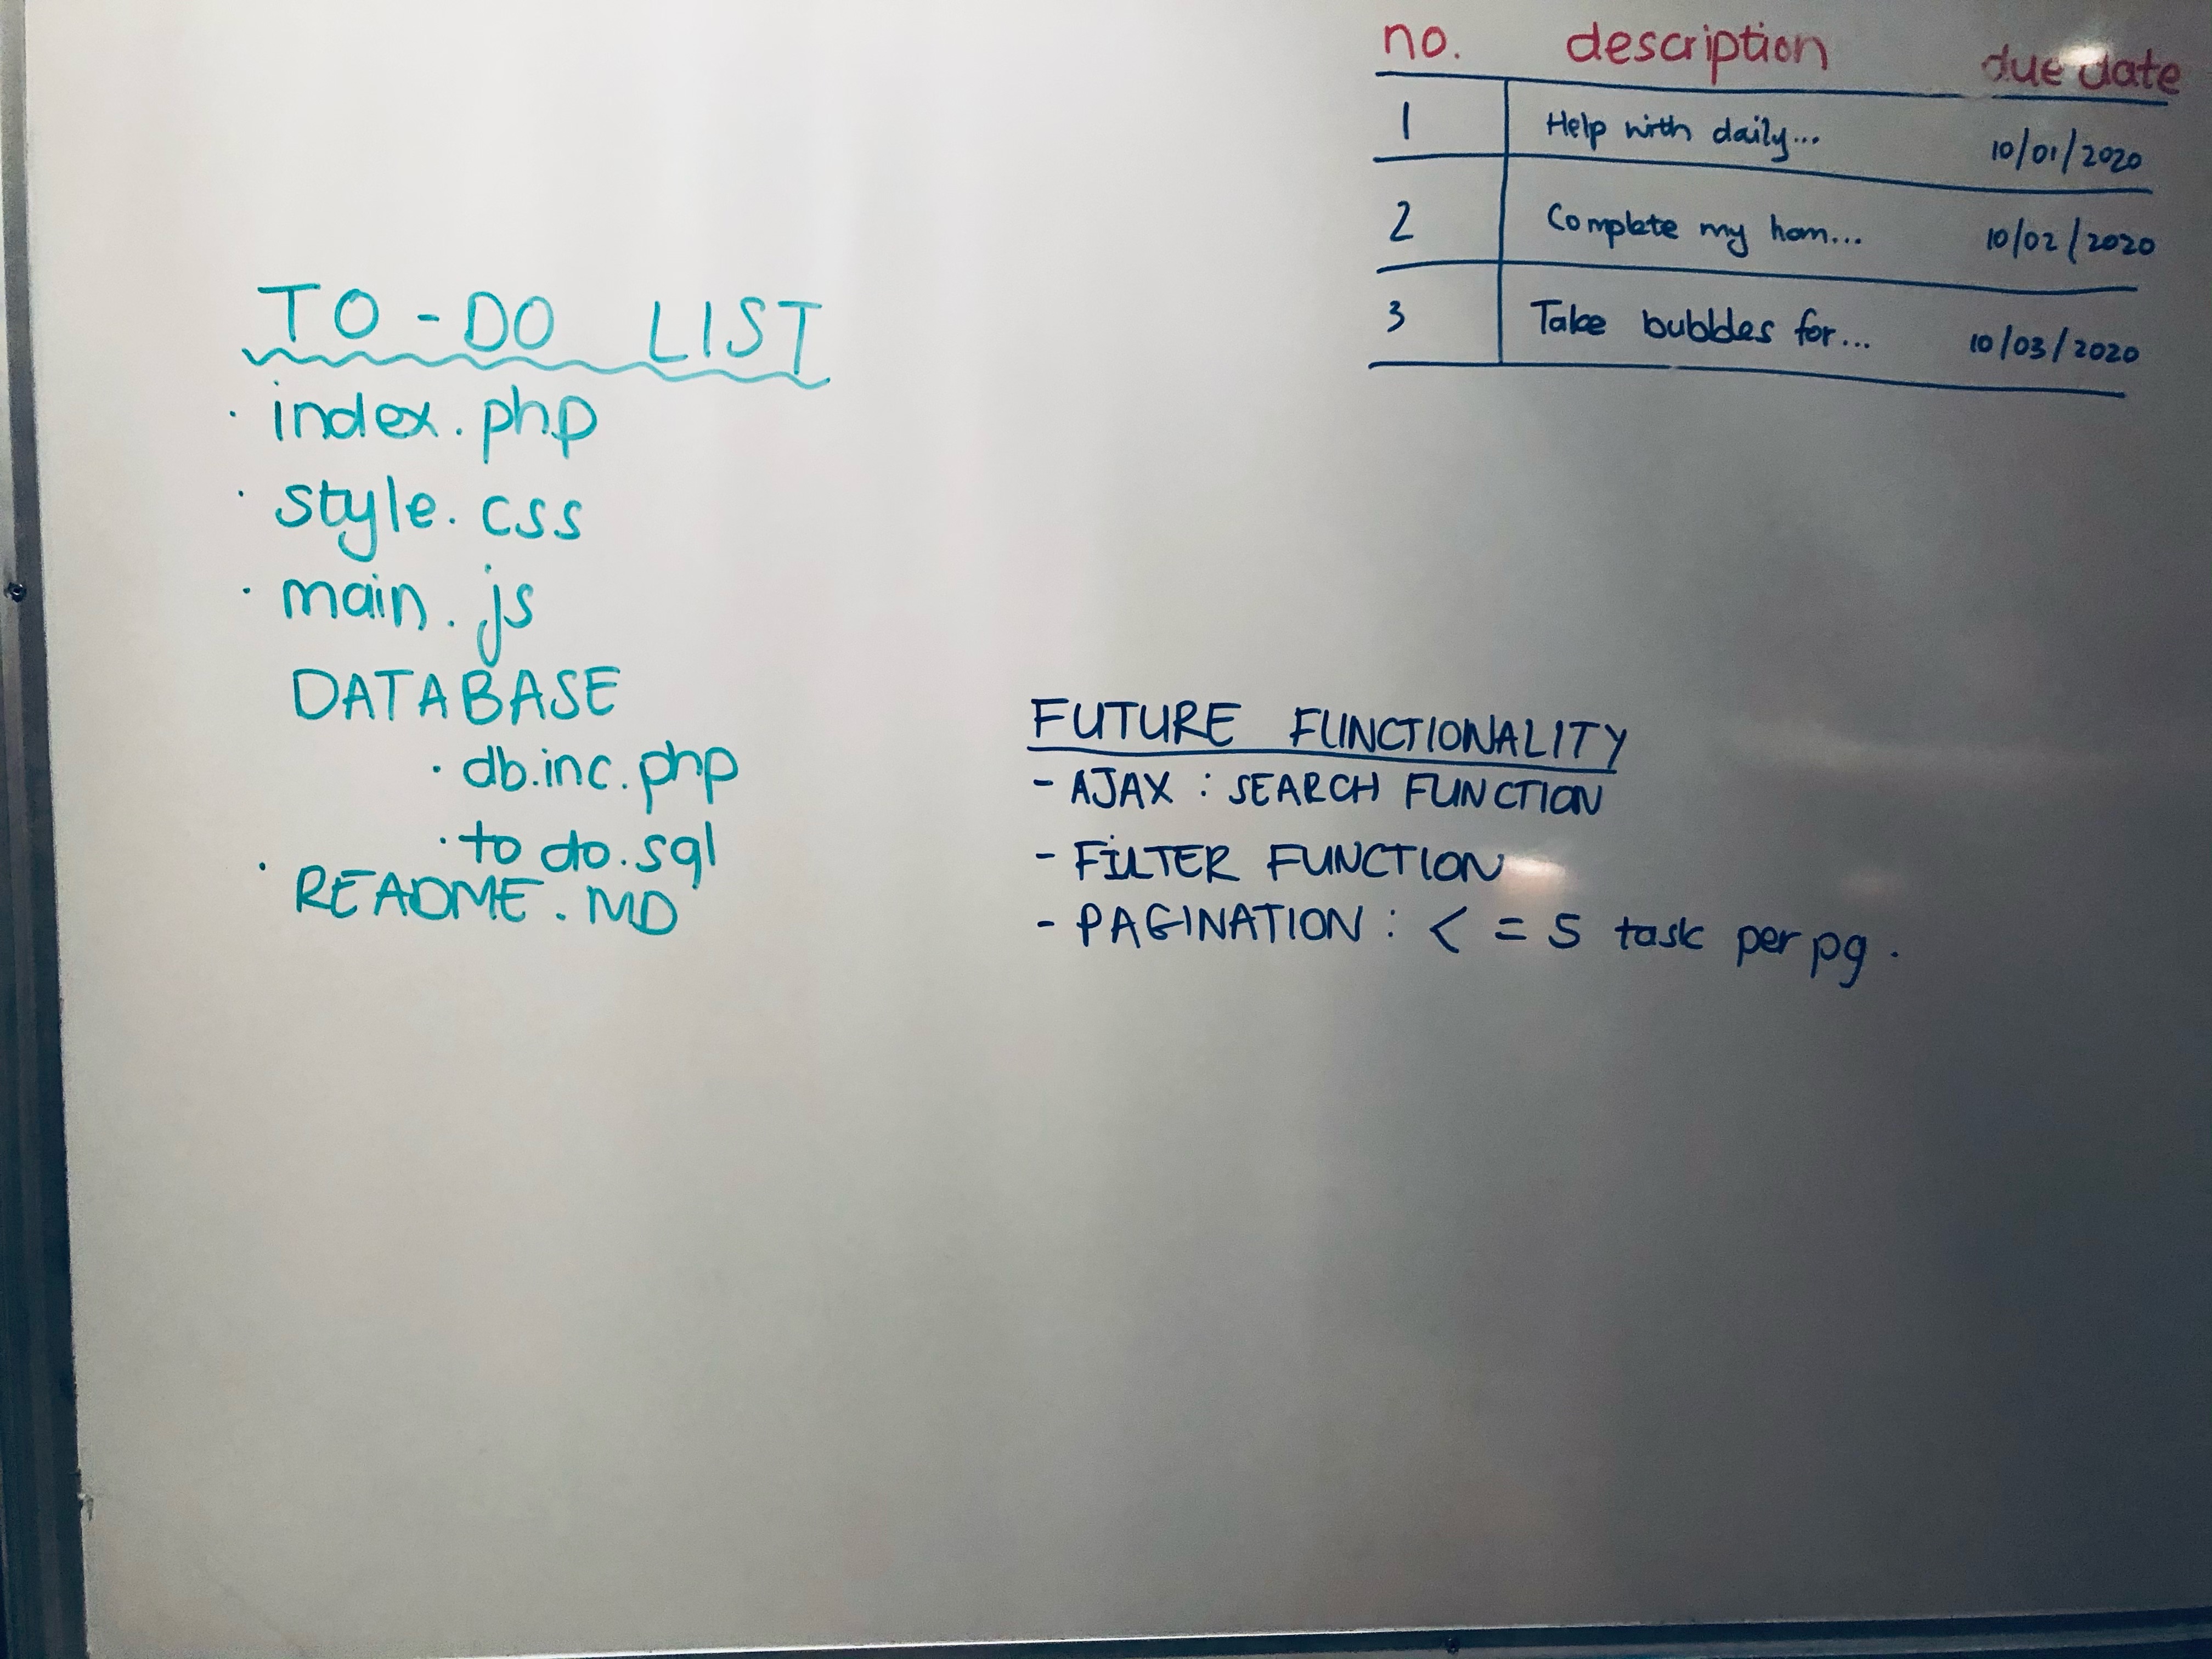 no. description due date
1 Help with daily... 10/01/2020
2 Complete my hom... 10/02/2020
3 Take bubbles for... 10/03/2020
TO-DO LIST
· index.php
· style.css
· main.js
DATABASE
· db.inc.php
· to do.sql
· README.MD
FUTURE FUNCTIONALITY
- AJAX : SEARCH FUNCTION
- FILTER FUNCTION
- PAGINATION : < = 5 task per pg.